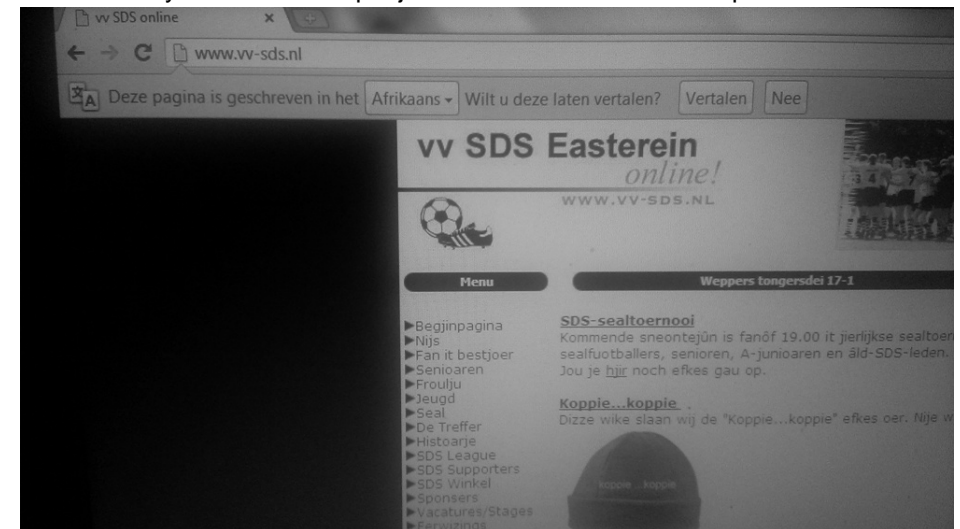 vv SDS online
www.vv-sds.nl
Deze pagina is geschreven in het Afrikaans Wilt u deze laten vertalen? Vertalen Nee
vv SDS Easterein
online!
WWW.VV-SDS.NL
Menu
Weppers tongersdei 17-1
Begjinpagina
Nijs
Fan it bestjoer
Senioaren
Froulju
Jeugd
Seal
De Treffer
Histoarje
SDS League
SDS Supporters
SDS Winkel
Sponsers
Vacatures/Stages
Ferwizings
SDS-sealtoernooi
Kommende sneontejûn is fanôf 19.00 it jierlijkse
sealfutballers, senioren, A-junioaren en âld-SDS-leden.
Jou je hjir noch efkes gau op.
Koppie...koppie .
Dizze wike slaan wij de "Koppie...koppie" efkes oer. Nije
koppie ...koppie